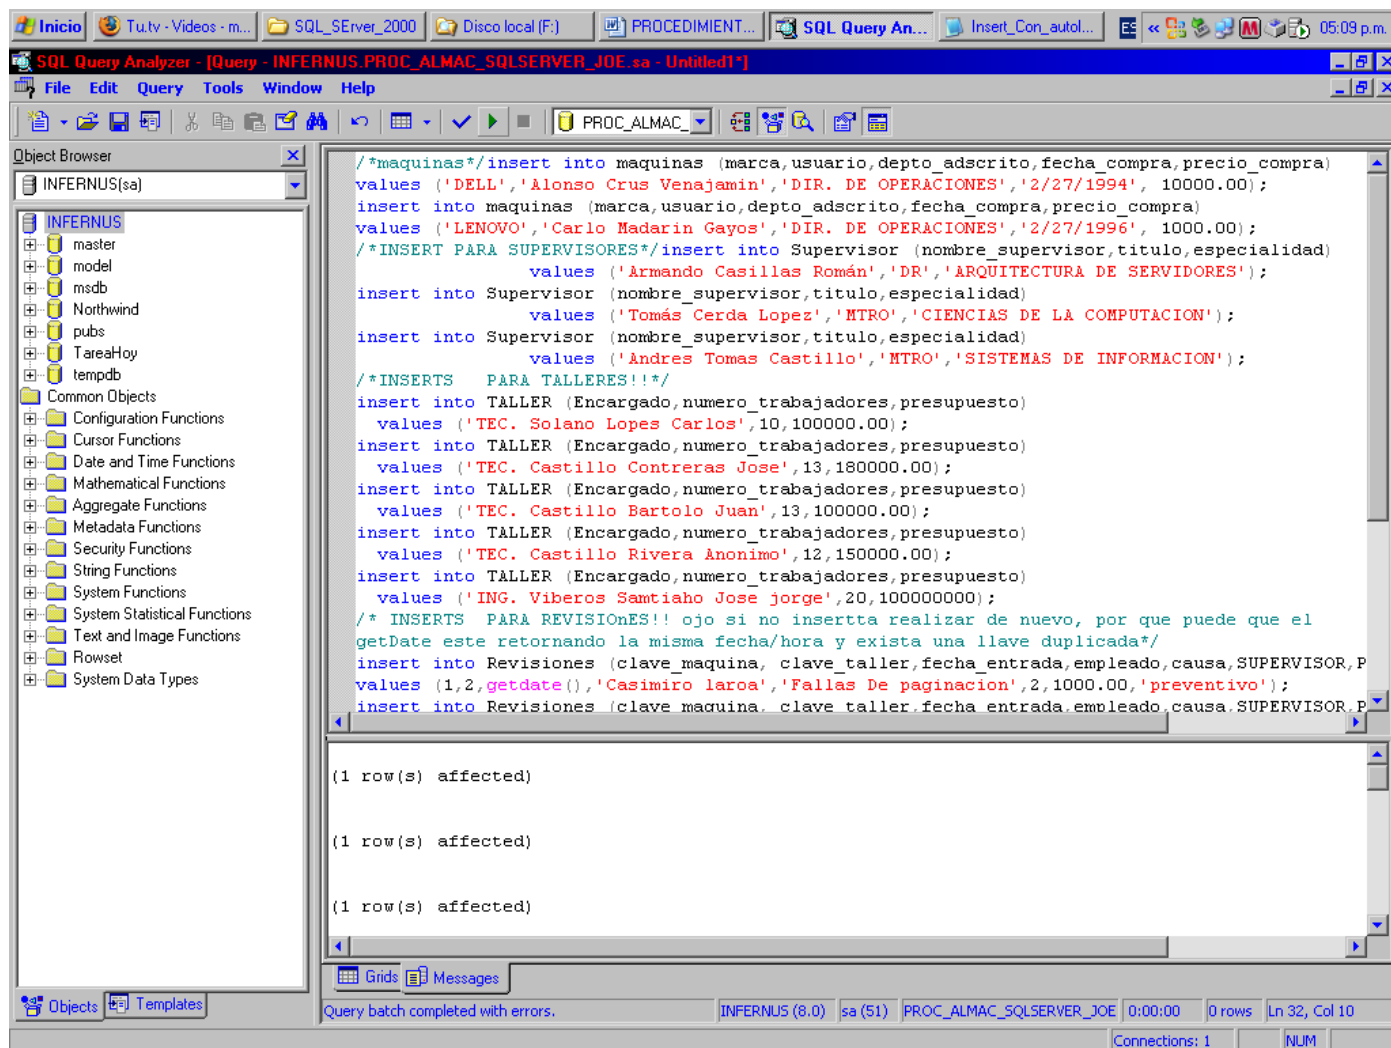 Inicio
Tu.tv - Videos - m...
SQL_SErver_2000
Disco local (F:)
PROCEDIMIENT...
SQL Query An...
Insert_Con_autol...
ES
«
05:09 p.m.
SQL Query Analyzer - [Query - INFERNUS.PROC_ALMAC_SQLSERVER_JOE.sa - Untitled1*]
File Edit Query Tools Window Help
PROC_ALMAC_
Object Browser
INFERNUS(sa)
INFERNUS
master
model
msdb
Northwind
pubs
TareaHoy
tempdb
Common Objects
Configuration Functions
Cursor Functions
Date and Time Functions
Mathematical Functions
Aggregate Functions
Metadata Functions
Security Functions
String Functions
System Functions
System Statistical Functions
Text and Image Functions
Rowset
System Data Types
Objects
Templates
/*maquinas*/insert into maquinas (marca,usuario,depto_adscrito,fecha_compra,precio_compra)
values ('DELL','Alonso Crus Venajamin','DIR. DE OPERACIONES','2/27/1994', 10000.00);
insert into maquinas (marca,usuario,depto_adscrito,fecha_compra,precio_compra)
values ('LENOVO','Carlo Madarin Gayos','DIR. DE OPERACIONES','2/27/1996', 1000.00);
/*INSERT PARA SUPERVISORES*/insert into Supervisor (nombre_supervisor,titulo,especialidad)
values ('Armando Casillas Román','DR','ARQUITECTURA DE SERVIDORES');
insert into Supervisor (nombre_supervisor,titulo,especialidad)
values ('Tomás Cerda Lopez','MTRO','CIENCIAS DE LA COMPUTACION');
insert into Supervisor (nombre_supervisor,titulo,especialidad)
values ('Andres Tomas Castillo','MTRO','SISTEMAS DE INFORMACION');
/*INSERTS   PARA TALLERES!!*/
insert into TALLER (Encargado,numero_trabajadores,presupuesto)
values ('TEC. Solano Lopes Carlos',10,100000.00);
insert into TALLER (Encargado,numero_trabajadores,presupuesto)
values ('TEC. Castillo Contreras Jose',13,180000.00);
insert into TALLER (Encargado,numero_trabajadores,presupuesto)
values ('TEC. Castillo Bartolo Juan',13,100000.00);
insert into TALLER (Encargado,numero_trabajadores,presupuesto)
values ('TEC. Castillo Rivera Anonimo',12,150000.00);
insert into TALLER (Encargado,numero_trabajadores,presupuesto)
values ('ING. Viberos Samtiaho Jose jorge',20,100000000);
/* INSERTS   PARA REVISIOnES!! ojo si no insertta realizar de nuevo, por que puede que el
getDate este retornando la misma fecha/hora y exista una llave duplicada*/
insert into Revisiones (clave_maquina, clave_taller,fecha_entrada,empleado,causa,SUPERVISOR,P
values (1,2,getdate(),'Casimiro laroa','Fallas De paginacion',2,1000.00,'preventivo');
insert into Revisiones (clave_maquina, clave_taller,fecha_entrada,empleado,causa,SUPERVISOR,P
(1 row(s) affected)
(1 row(s) affected)
(1 row(s) affected)
Grids
Messages
Query batch completed with errors.
INFERNUS (8.0)
sa (51)
PROC_ALMAC_SQLSERVER_JOE
0:00:00
0 rows
Ln 32, Col 10
Connections: 1
NUM